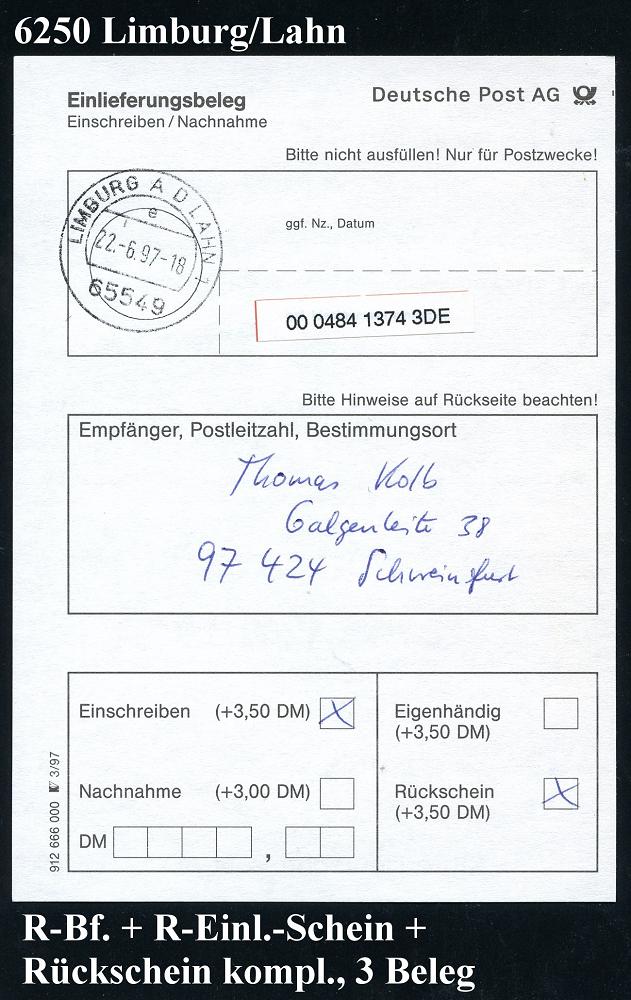 6250 Limburg/Lahn
Einlieferungsbeleg
Einschreiben / Nachnahme
Deutsche Post AG
Bitte nicht ausfüllen! Nur für Postzwecke!
LIMBURG A D LAHN 1
e
22.-6.97-18
65549
ggf. Nz., Datum
00 0484 1374 3DE
Bitte Hinweise auf Rückseite beachten!
Empfänger, Postleitzahl, Bestimmungsort
Thomas Kolb
Galgenleite 38
97 424 Schweinfurt
Einschreiben (+3,50 DM)
Eigenhändig
(+3,50 DM)
Nachnahme (+3,00 DM)
Rückschein
(+3,50 DM)
DM ,
912 666 000 3/97
R-Bf. + R-Einl.-Schein +
Rückschein kompl., 3 Beleg